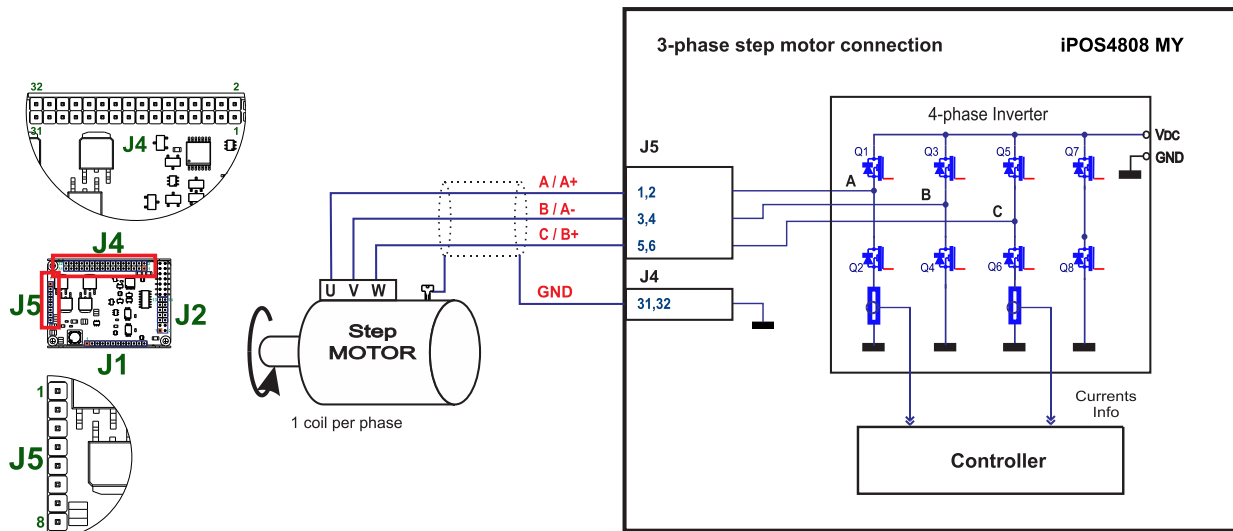 3-phase step motor connection
iPOS4808 MY
32
2
31
J4
1
J4
J5
J2
J1
1
J5
8
A / A+
B / A-
C / B+
GND
U V W
Step
MOTOR
1 coil per phase
J5
1,2
3,4
5,6
J4
31,32
4-phase Inverter
VDC
GND
Q1
Q3
Q5
Q7
A
B
C
Q2
Q4
Q6
Q8
Currents
Info
Controller